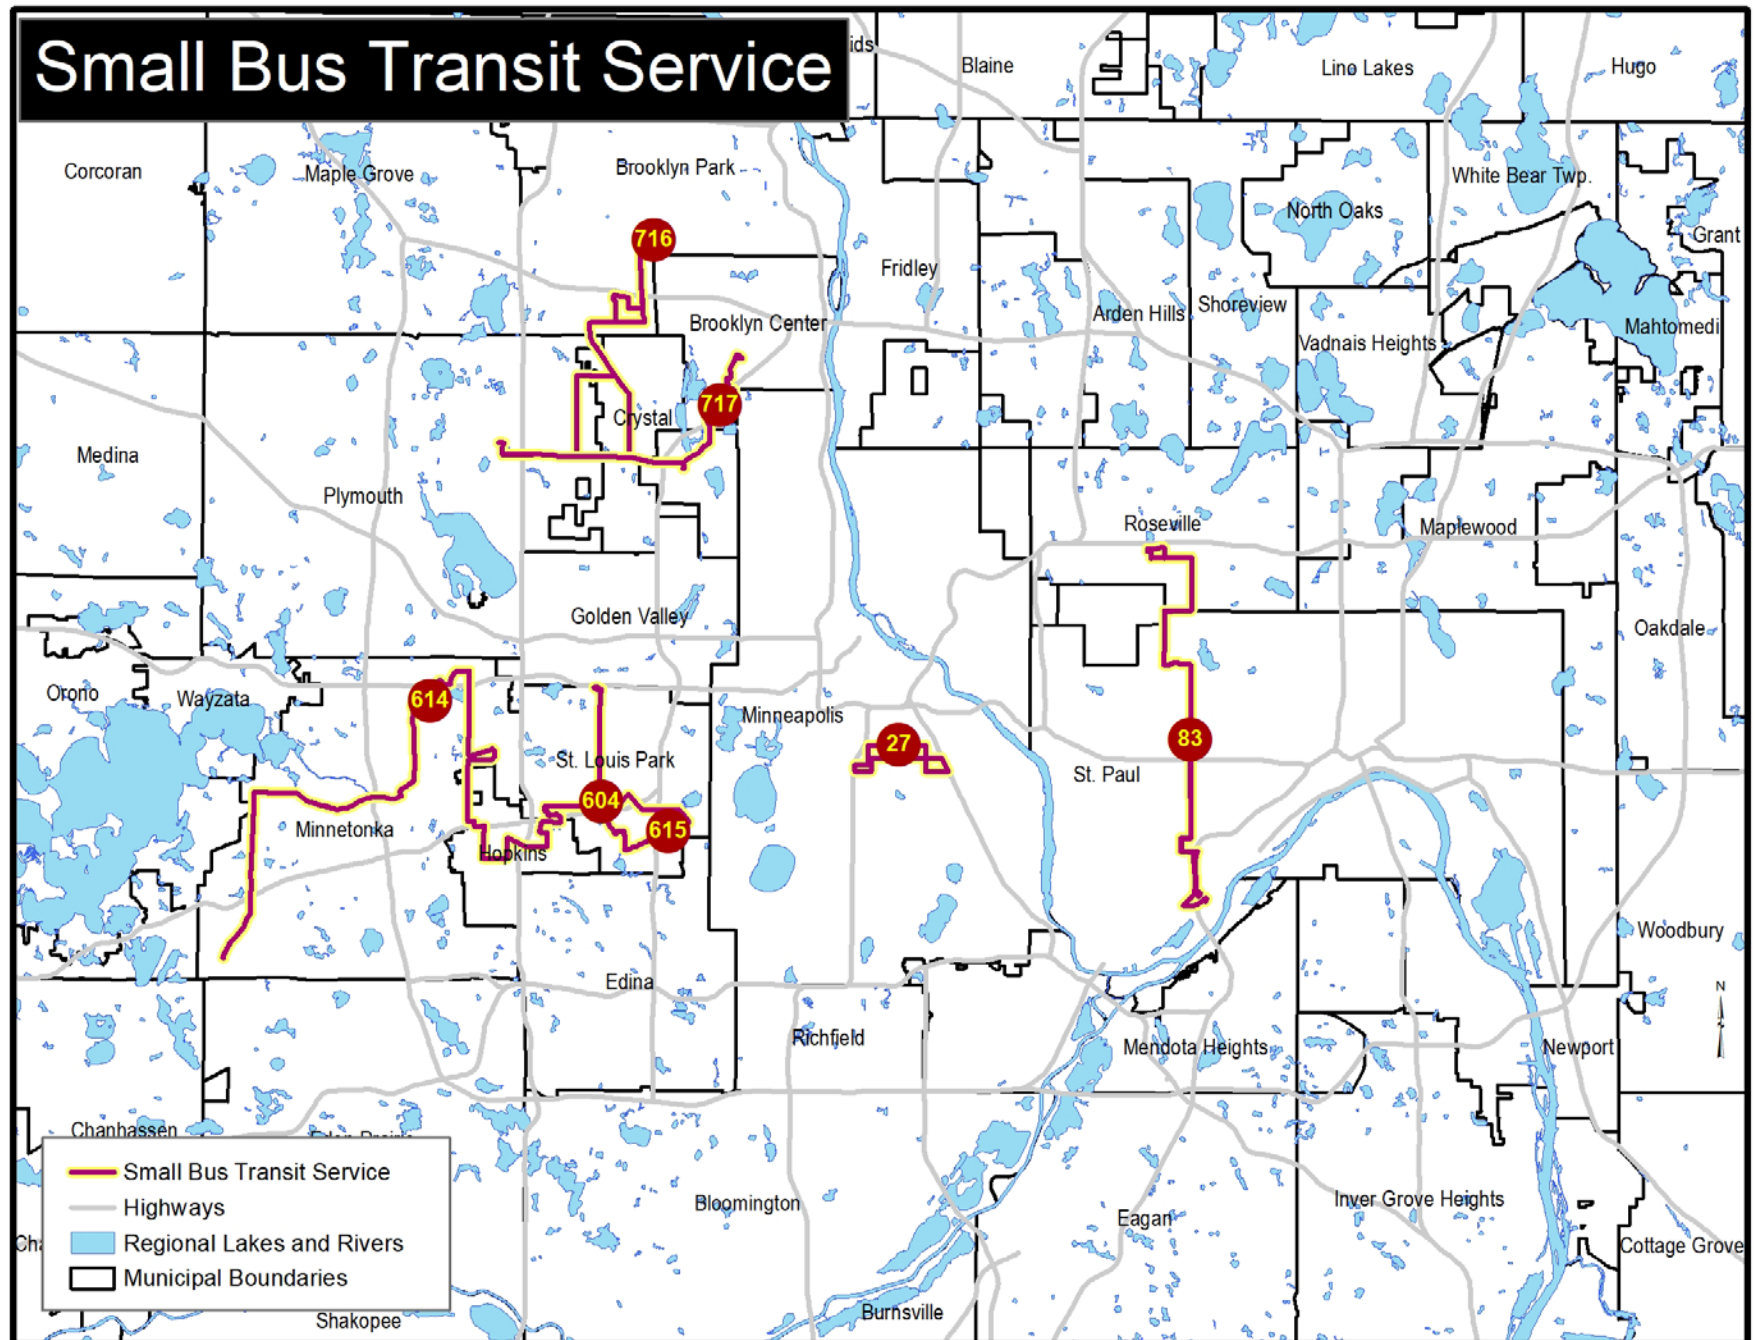 Small Bus Transit Service
ids
Blaine
Lino Lakes
Hugo
Corcoran
Maple Grove
Brooklyn Park
White Bear Twp.
North Oaks
Grant
716
Fridley
Arden Hills
Shoreview
Brooklyn Center
Mahtomedi
Vadnais Heights
717
Crystal
Medina
Plymouth
Roseville
Maplewood
Golden Valley
Oakdale
Orono
Wayzata
614
Minneapolis
27
83
St. Louis Park
St. Paul
604
615
Minnetonka
Hopkins
Woodbury
Edina
N
Richfield
Mendota Heights
Newport
Chanhassen
Eden Prairie
Small Bus Transit Service
Highways
Regional Lakes and Rivers
Municipal Boundaries
Bloomington
Inver Grove Heights
Eagan
Cha
Cottage Grove
Burnsville
Shakopee